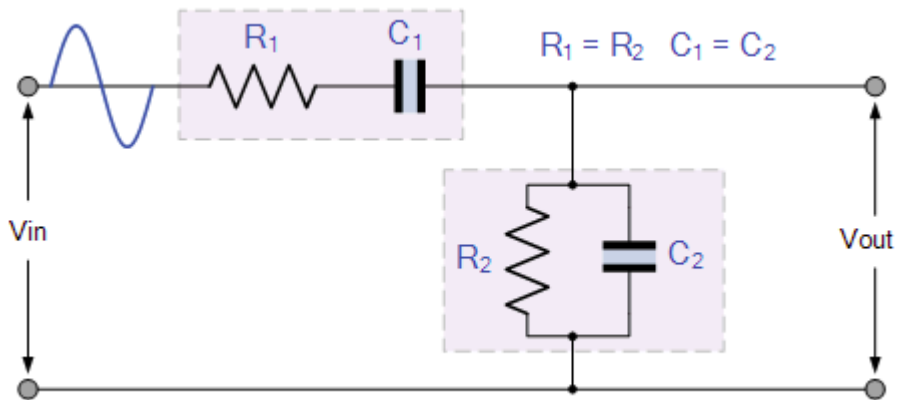 R₁ C₁ R₁ = R₂ C₁ = C₂
Vin
R₂ C₂
Vout